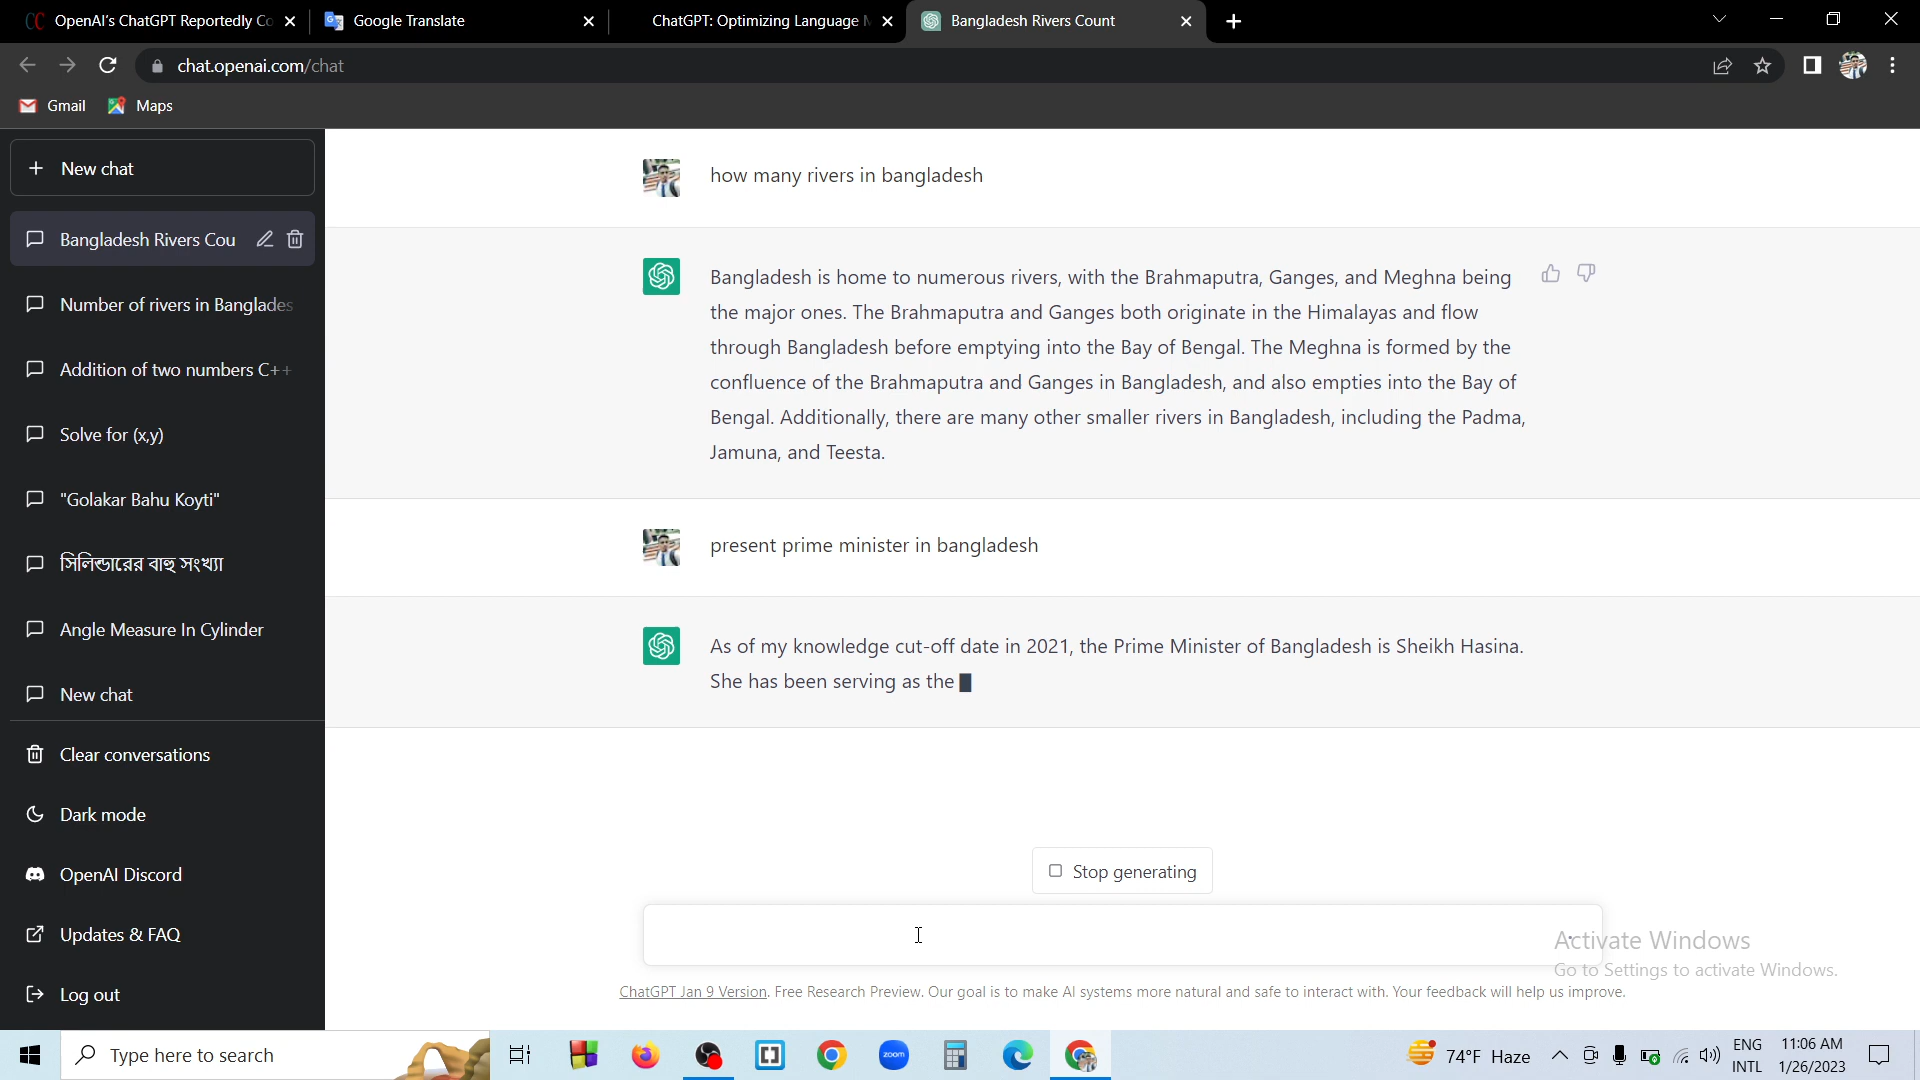 OpenAI's ChatGPT Reportedly Co
Google Translate
ChatGPT: Optimizing Language
Bangladesh Rivers Count
chat.openai.com/chat
Gmail
Maps
New chat
Bangladesh Rivers Cou
Number of rivers in Banglades
Addition of two numbers C++
Solve for (x,y)
"Golakar Bahu Koyti"
সিলিন্ডারের বাহু সংখ্যা
Angle Measure In Cylinder
New chat
Clear conversations
Dark mode
OpenAI Discord
Updates & FAQ
Log out
how many rivers in bangladesh
Bangladesh is home to numerous rivers, with the Brahmaputra, Ganges, and Meghna being
the major ones. The Brahmaputra and Ganges both originate in the Himalayas and flow
through Bangladesh before emptying into the Bay of Bengal. The Meghna is formed by the
confluence of the Brahmaputra and Ganges in Bangladesh, and also empties into the Bay of
Bengal. Additionally, there are many other smaller rivers in Bangladesh, including the Padma,
Jamuna, and Teesta.
present prime minister in bangladesh
As of my knowledge cut-off date in 2021, the Prime Minister of Bangladesh is Sheikh Hasina.
She has been serving as the
Stop generating
Activate Windows
Go to Settings to activate Windows.
ChatGPT Jan 9 Version. Free Research Preview. Our goal is to make AI systems more natural and safe to interact with. Your feedback will help us improve.
Type here to search
zoom
74°F Haze
ENG
INTL
11:06 AM
1/26/2023